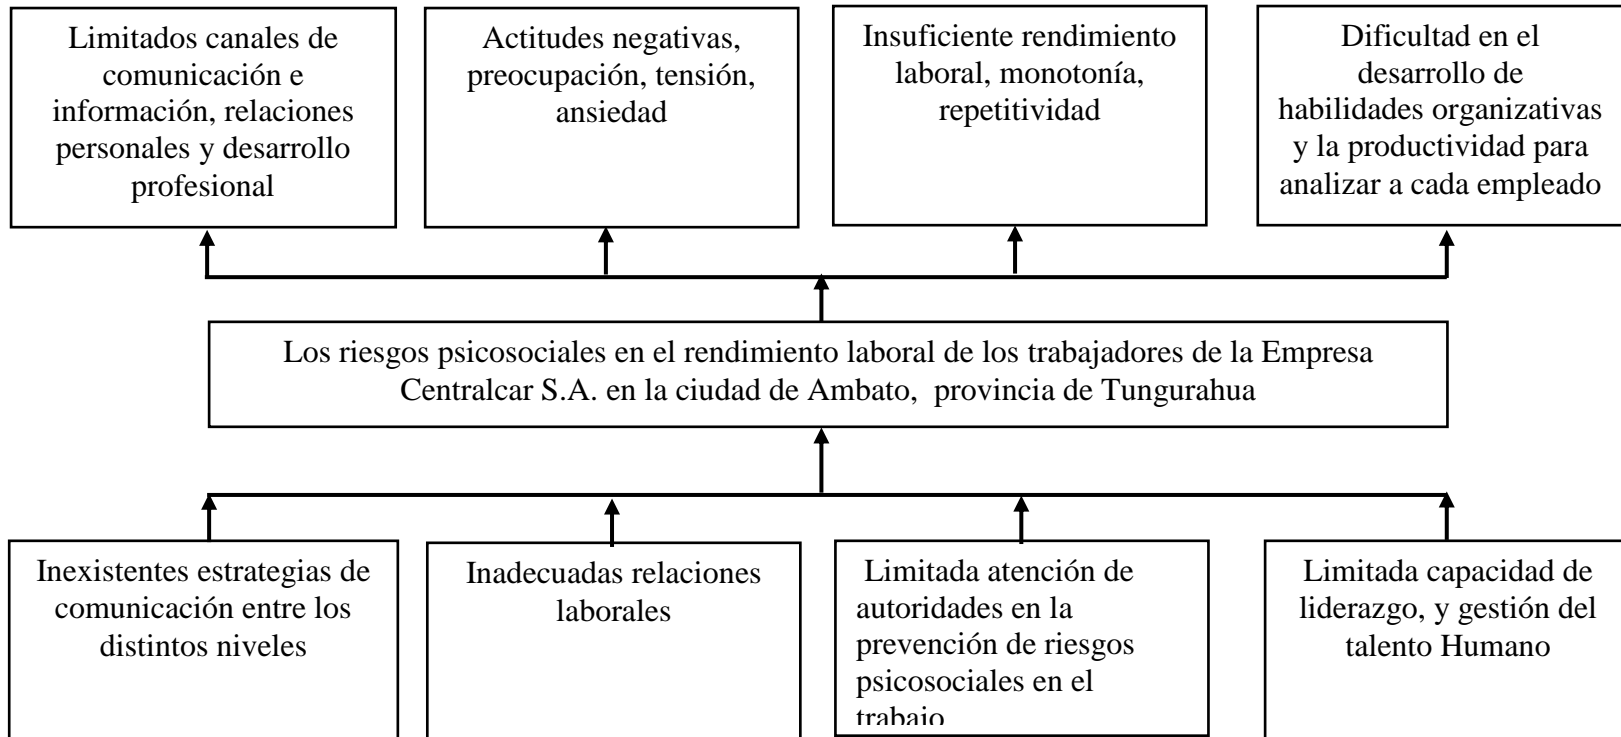 Limitados canales de
comunicación e
información, relaciones
personales y desarrollo
profesional
Actitudes negativas,
preocupación, tensión,
ansiedad
Insuficiente rendimiento
laboral, monotonía,
repetitividad
Dificultad en el
desarrollo de
habilidades organizativas
y la productividad para
analizar a cada empleado
Los riesgos psicosociales en el rendimiento laboral de los trabajadores de la Empresa
Centralcar S.A. en la ciudad de Ambato, provincia de Tungurahua
Inexistentes estrategias de
comunicación entre los
distintos niveles
Inadecuadas relaciones
laborales
Limitada atención de
autoridades en la
prevención de riesgos
psicosociales en el
trabajo
Limitada capacidad de
liderazgo, y gestión del
talento Humano